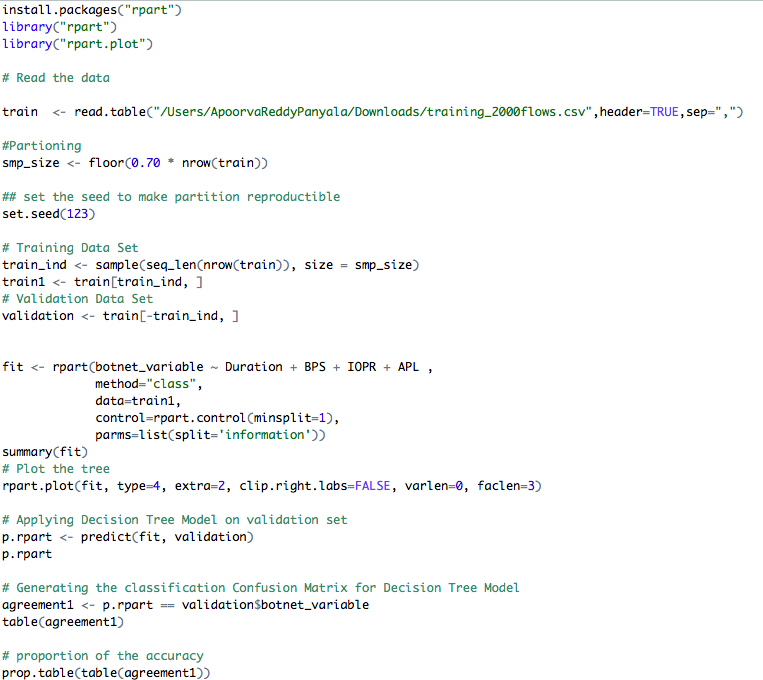 install.packages("rpart")
library("rpart")
library("rpart.plot")
# Read the data
train  <- read.table("/Users/ApoorvaReddyPanyala/Downloads/training_2000flows.csv",header=TRUE,sep=",")
#Partioning
smp_size <- floor(0.70 * nrow(train))
## set the seed to make partition reproductible
set.seed(123)
# Training Data Set
train_ind <- sample(seq_len(nrow(train)), size = smp_size)
train1 <- train[train_ind, ]
# Validation Data Set
validation <- train[-train_ind, ]
fit <- rpart(botnet_variable ~ Duration + BPS + IOPR + APL ,
method="class",
data=train1,
control=rpart.control(minsplit=1),
parms=list(split='information'))
summary(fit)
# Plot the tree
rpart.plot(fit, type=4, extra=2, clip.right.labs=FALSE, varlen=0, faclen=3)
# Applying Decision Tree Model on validation set
p.rpart <- predict(fit, validation)
p.rpart
# Generating the classification Confusion Matrix for Decision Tree Model
agreement1 <- p.rpart == validation$botnet_variable
table(agreement1)
# proportion of the accuracy
prop.table(table(agreement1))